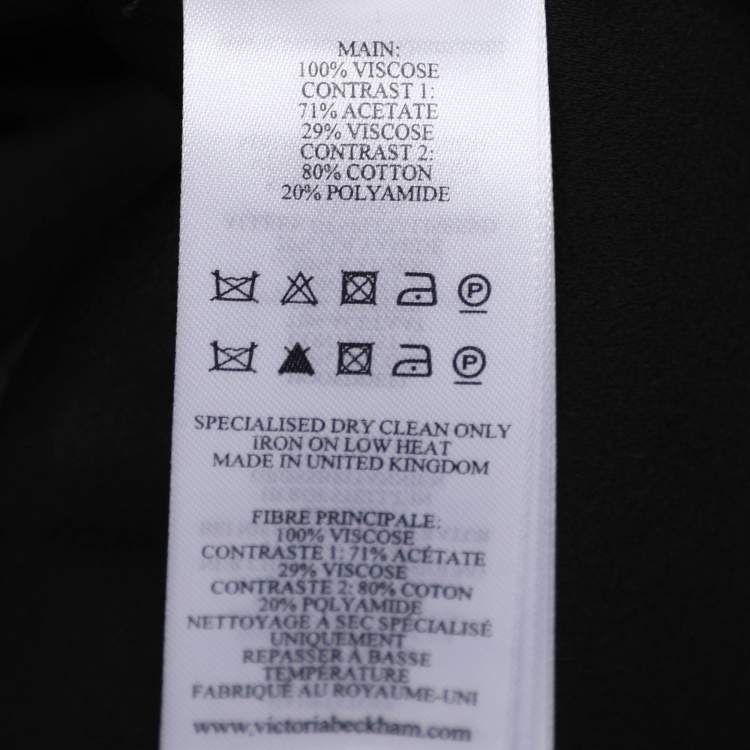 MAIN:
100% VISCOSE
CONTRAST 1:
71% ACETATE
29% VISCOSE
CONTRAST 2:
80% COTTON
20% POLYAMIDE
P
P
SPECIALISED DRY CLEAN ONLY
IRON ON LOW HEAT
MADE IN UNITED KINGDOM
FIBRE PRINCIPALE:
100% VISCOSE
CONTRASTE 1: 71% ACÉTATE
29% VISCOSE
CONTRASTE 2: 80% COTON
20% POLYAMIDE
NETTOYAGE À SEC SPÉCIALISÉ
UNIQUEMENT
REPASSER À BASSE
TEMPÉRATURE
FABRIQUÉ AU ROYAUME-UNI
www.victoriabeckham.com